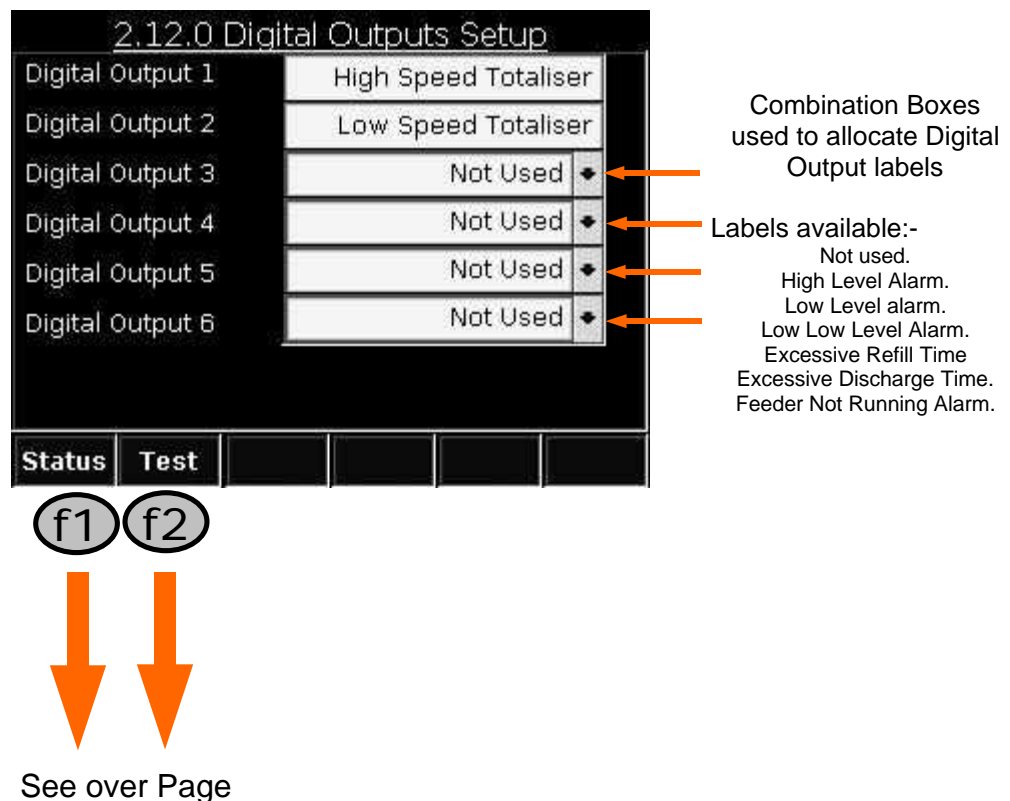 2.12.0 Digital Outputs Setup
Digital Output 1
High Speed Totaliser
Digital Output 2
Low Speed Totaliser
Digital Output 3
Not Used
Digital Output 4
Not Used
Digital Output 5
Not Used
Digital Output 6
Not Used
Status
Test
f1
f2
See over Page
Combination Boxes
used to allocate Digital
Output labels
Labels available:-
Not used.
High Level Alarm.
Low Level alarm.
Low Low Level Alarm.
Excessive Refill Time
Excessive Discharge Time.
Feeder Not Running Alarm.